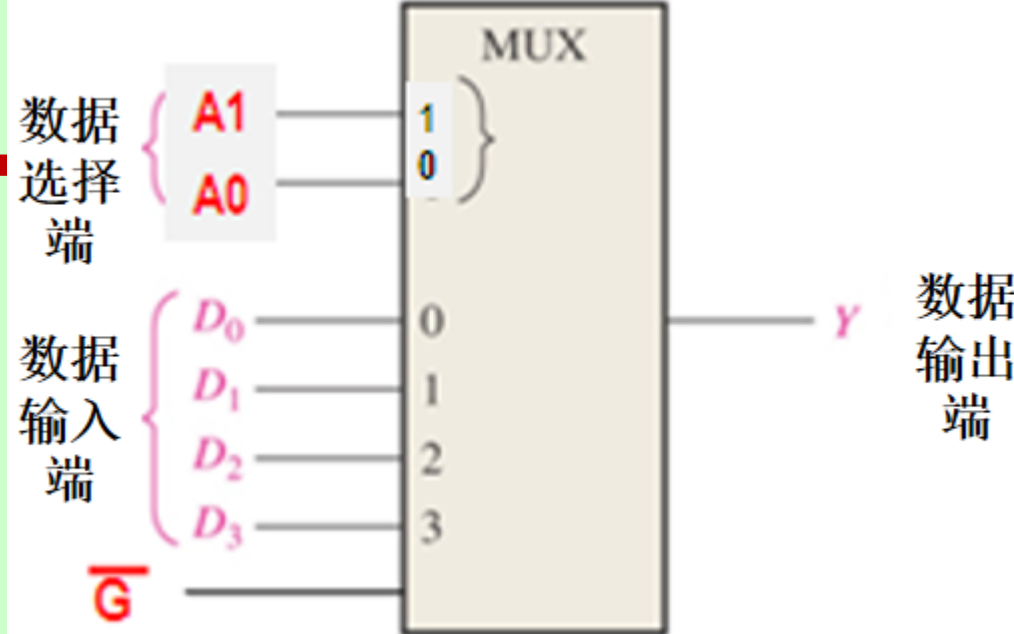 MUX
数据
选择
端
A1
A0
1
0
数据
输入
端
D₀
D₁
D₂
D₃
0
1
2
3
G̅
Y
数据
输出
端